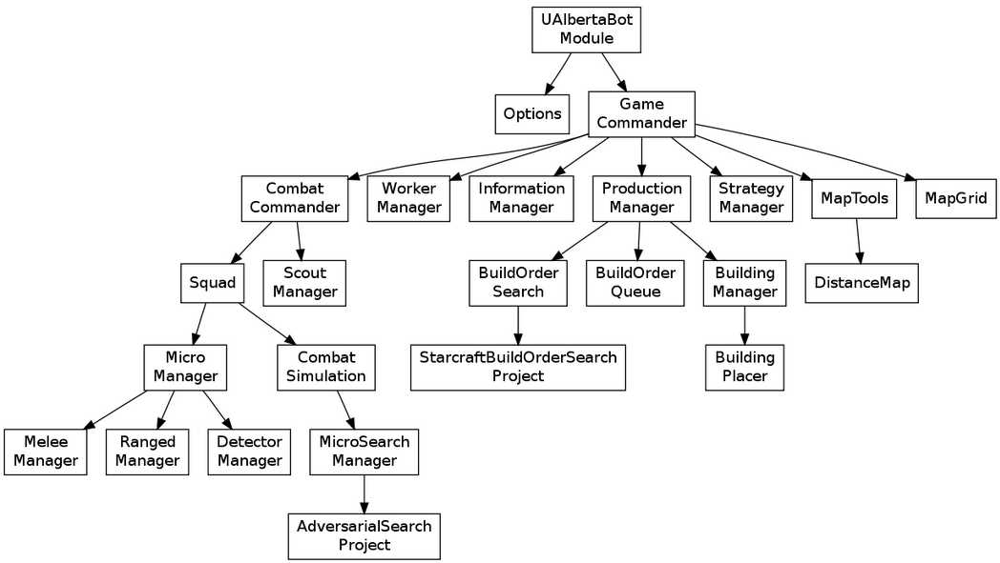 UAlbertaBot
Module
Options
Game
Commander
Combat
Commander
Worker
Manager
Information
Manager
Production
Manager
Strategy
Manager
MapTools
MapGrid
Squad
Scout
Manager
BuildOrder
Search
BuildOrder
Queue
Building
Manager
DistanceMap
Micro
Manager
Combat
Simulation
StarcraftBuildOrderSearch
Project
Building
Placer
Melee
Manager
Ranged
Manager
Detector
Manager
MicroSearch
Manager
AdversarialSearch
Project